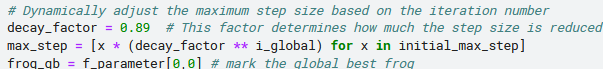 # Dynamically adjust the maximum step size based on the iteration number
decay_factor = 0.89  # This factor determines how much the step size is reduced
max_step = [x * (decay_factor ** i_global) for x in initial_max_step]
frog_gb = f_parameter[0,0] # mark the global best frog